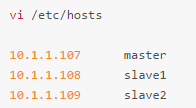 vi /etc/hosts
10.1.1.107 master
10.1.1.108 slave1
10.1.1.109 slave2